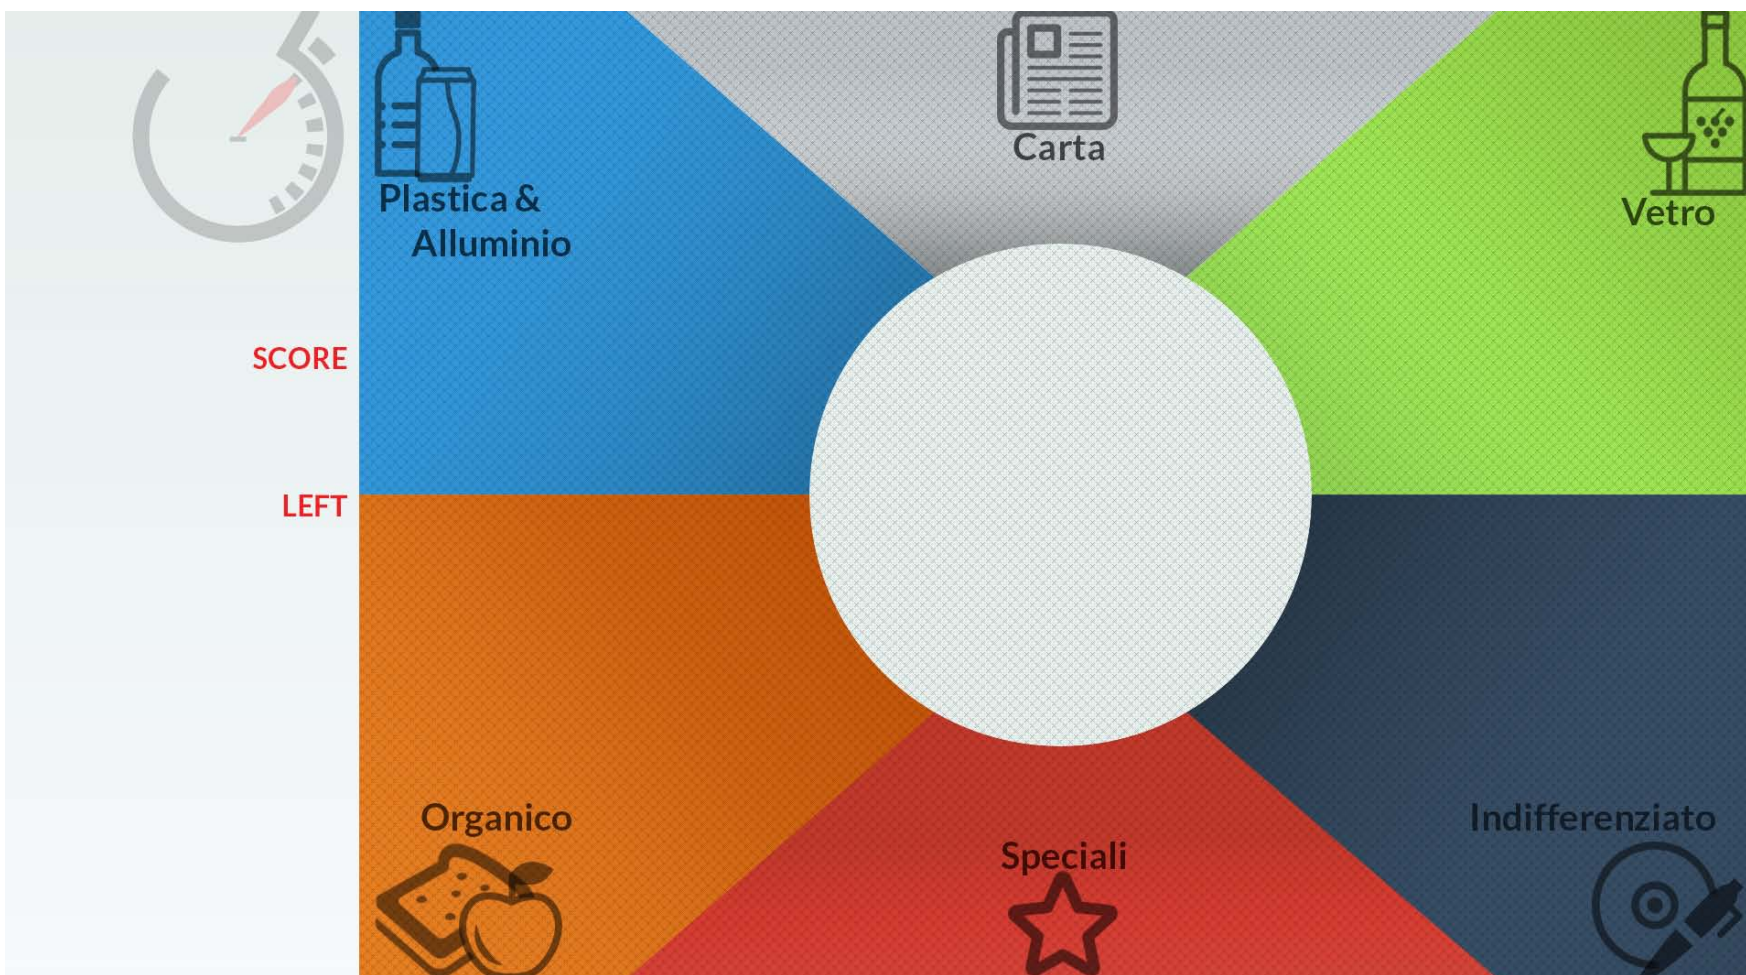 Carta
Plastica &
Alluminio
Vetro
SCORE
LEFT
Organico
Speciali
Indifferenziato